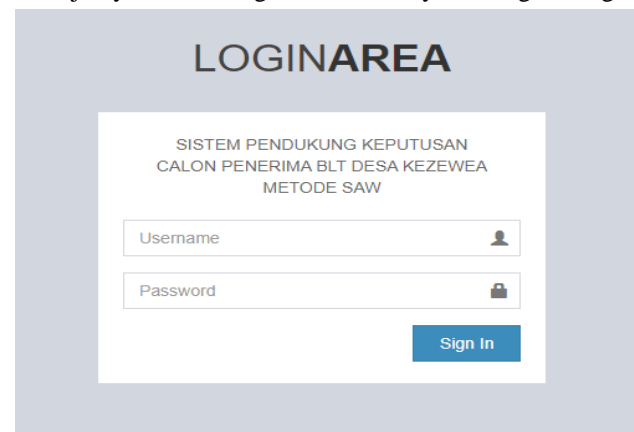 LOGINAREA
SISTEM PENDUKUNG KEPUTUSAN
CALON PENERIMA BLT DESA KEZEWEA
METODE SAW
Username
Password
Sign In